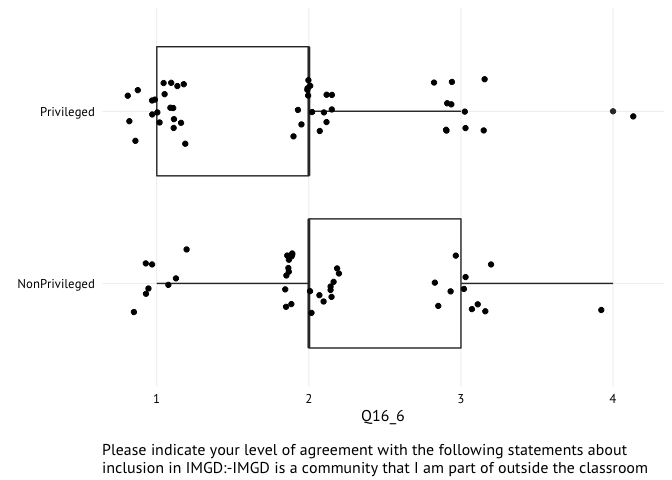 Privileged
NonPrivileged
1 2 3 4
Q16_6
Please indicate your level of agreement with the following statements about
inclusion in IMGD:-IMGD is a community that I am part of outside the classroom